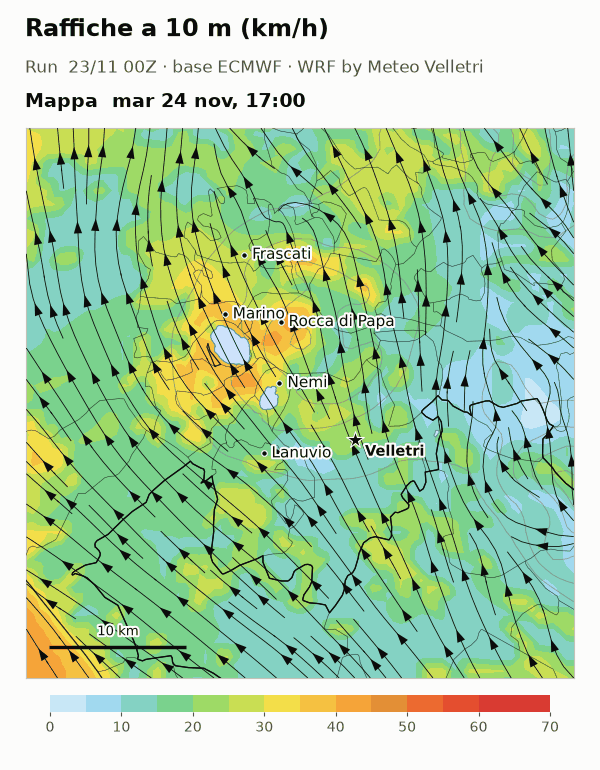 Raffiche a 10 m (km/h)
Run 23/11 00Z · base ECMWF · WRF by Meteo Velletri
Mappa mar 24 nov, 17:00
Frascati
Marino
Rocca di Papa
Nemi
Velletri
Lanuvio
10 km
0 10 20 30 40 50 60 70